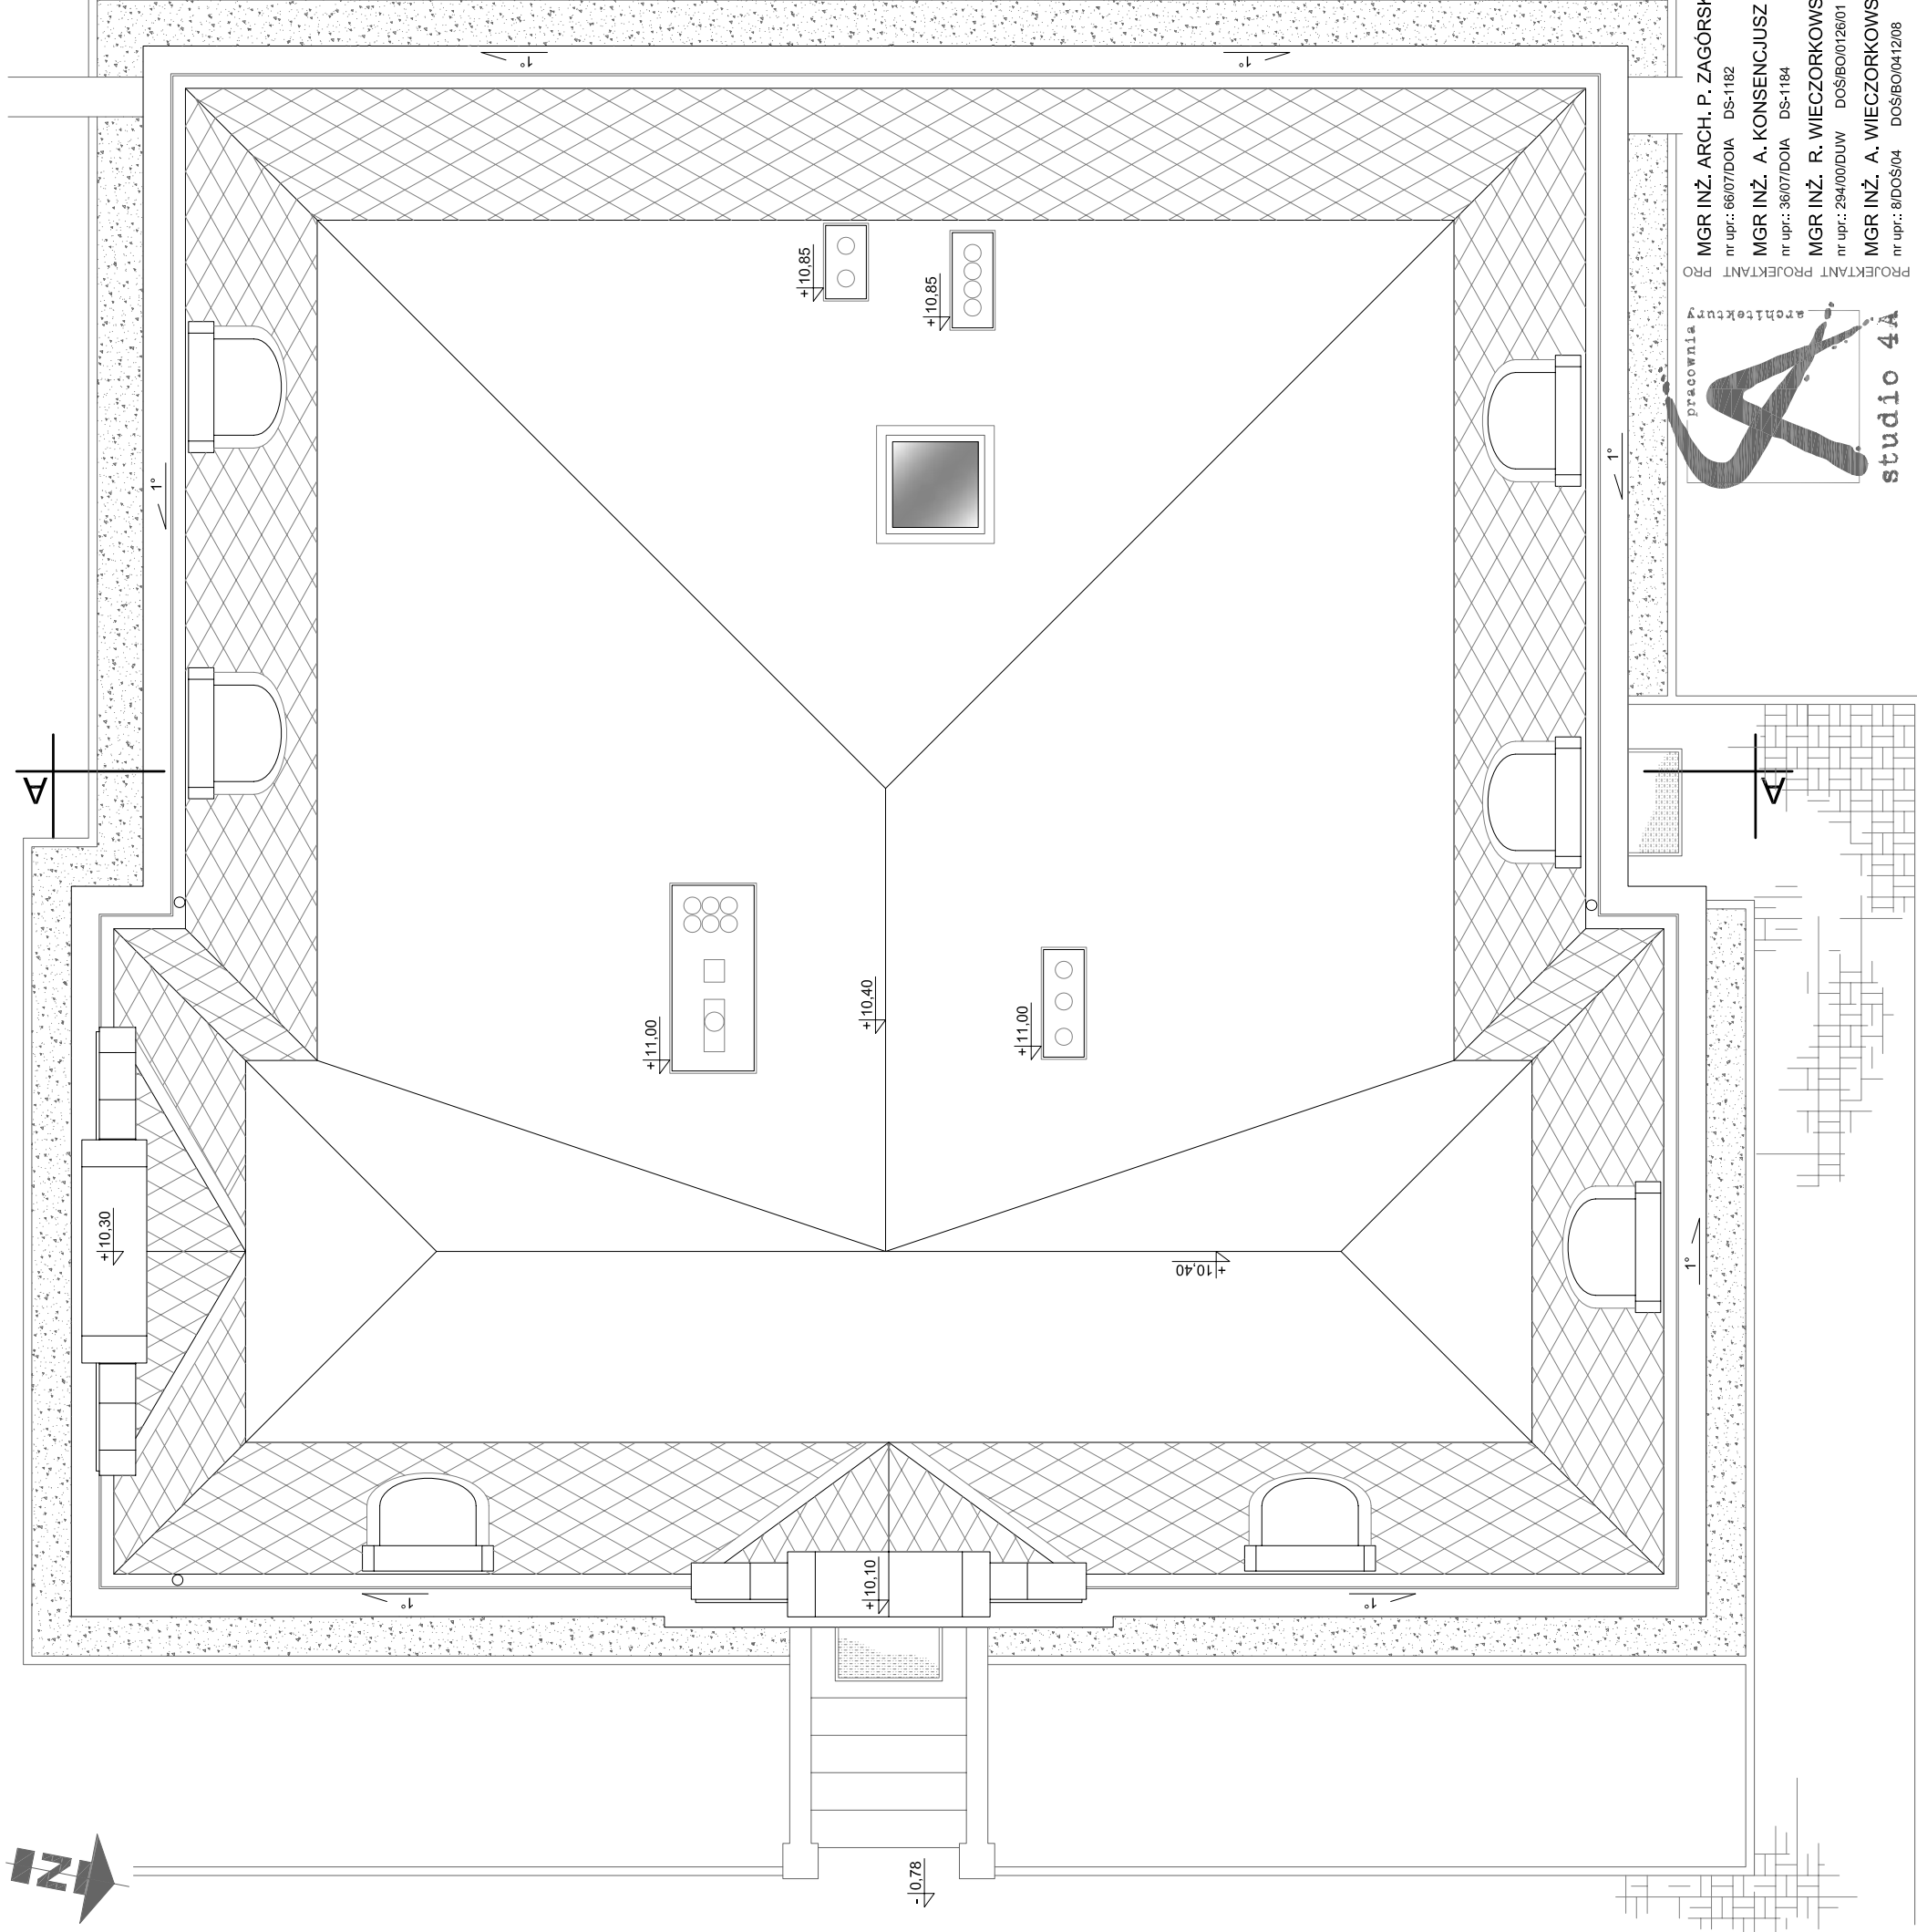 1°
1°
+10,85
+10,85
1°
1°
A
A
+11,00
+10,40
+11,00
+10,30
+10,40
1°
+10,10
1°
1°
-0,78
N
MGR INŻ. ARCH. P. ZAGÓRSK
nr upr.: 66/07/DOIA DS-1182
MGR INŻ. A. KONSENCJUSZ
nr upr.: 36/07/DOIA DS-1184
MGR INŻ. R. WIECZORKOWS
nr upr.: 294/00/DUW DOŚ/BO/0126/01
MGR INŻ. A. WIECZORKOWS
nr upr.: 8/DOŚ/04 DOŚ/BO/0412/08
PRO
PROJEKTANT
PROJEKTANT
pracownia
architektury
studio 4A